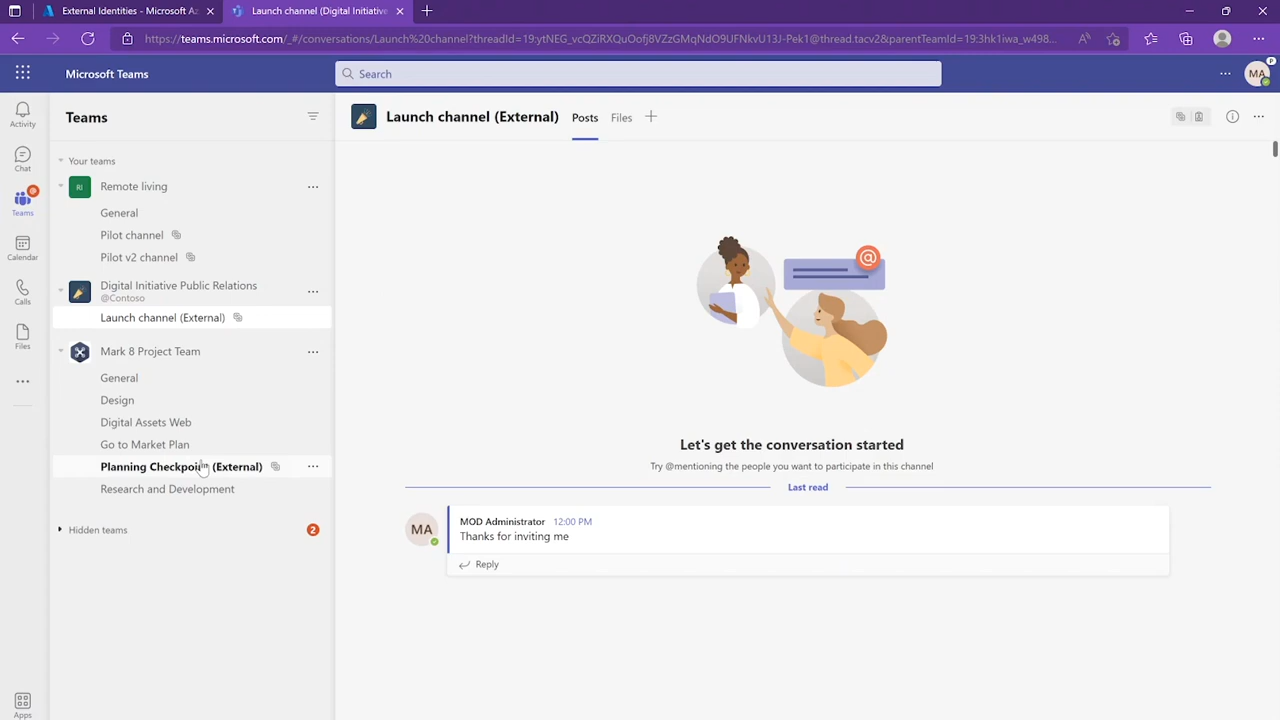 External Identities - Microsoft Az
Launch channel (Digital Initiative
https://teams.microsoft.com/_#/conversations/Launch%20channel?threadId=19:ytNEG_vcQZiRXQuOofj8VZzGMqNdO9UFNkvU13J-Pek1@thread.tacv2&parentTeamId=19:3hk1iwa_w498...
Microsoft Teams
Search
MA
P
Activity
Chat
Teams
Calendar
Calls
Files
Apps
Teams
Your teams
RI
Remote living
General
Pilot channel
Pilot v2 channel
Digital Initiative Public Relations
@Contoso
Launch channel (External)
Mark 8 Project Team
General
Design
Digital Assets Web
Go to Market Plan
Planning Checkpoint (External)
Research and Development
Hidden teams
2
Launch channel (External)
Posts
Files
@
Let's get the conversation started
Try @mentioning the people you want to participate in this channel
Last read
MA
MOD Administrator 12:00 PM
Thanks for inviting me
Reply